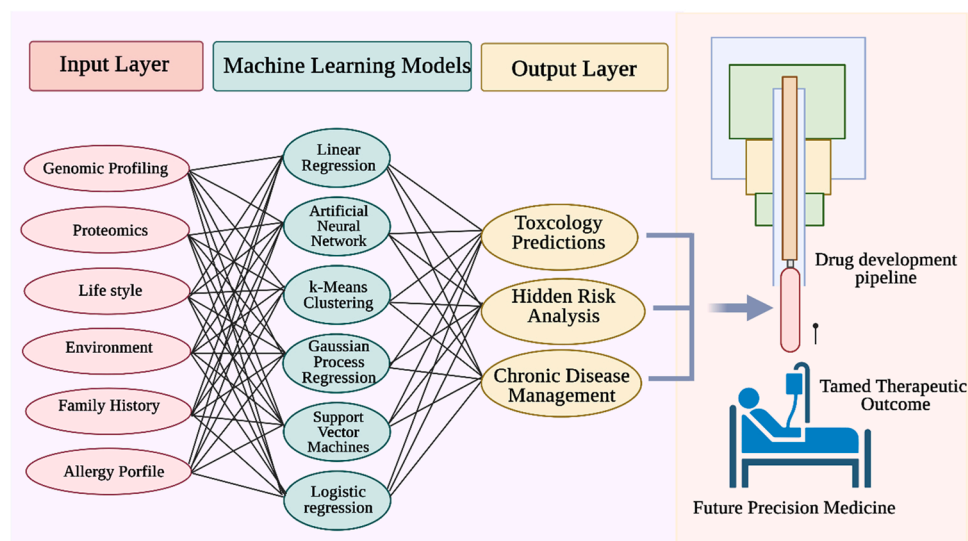 Input Layer
Machine Learning Models
Output Layer
Genomic Profiling
Proteomics
Life style
Environment
Family History
Allergy Porfile
Linear
Regression
Artificial
Neural
Network
k-Means
Clustering
Gaussian
Process
Regression
Support
Vector
Machines
Logistic
regression
Toxcology
Predictions
Hidden Risk
Analysis
Chronic Disease
Management
Drug development
pipeline
Tamed Therapeutic
Outcome
Future Precision Medicine